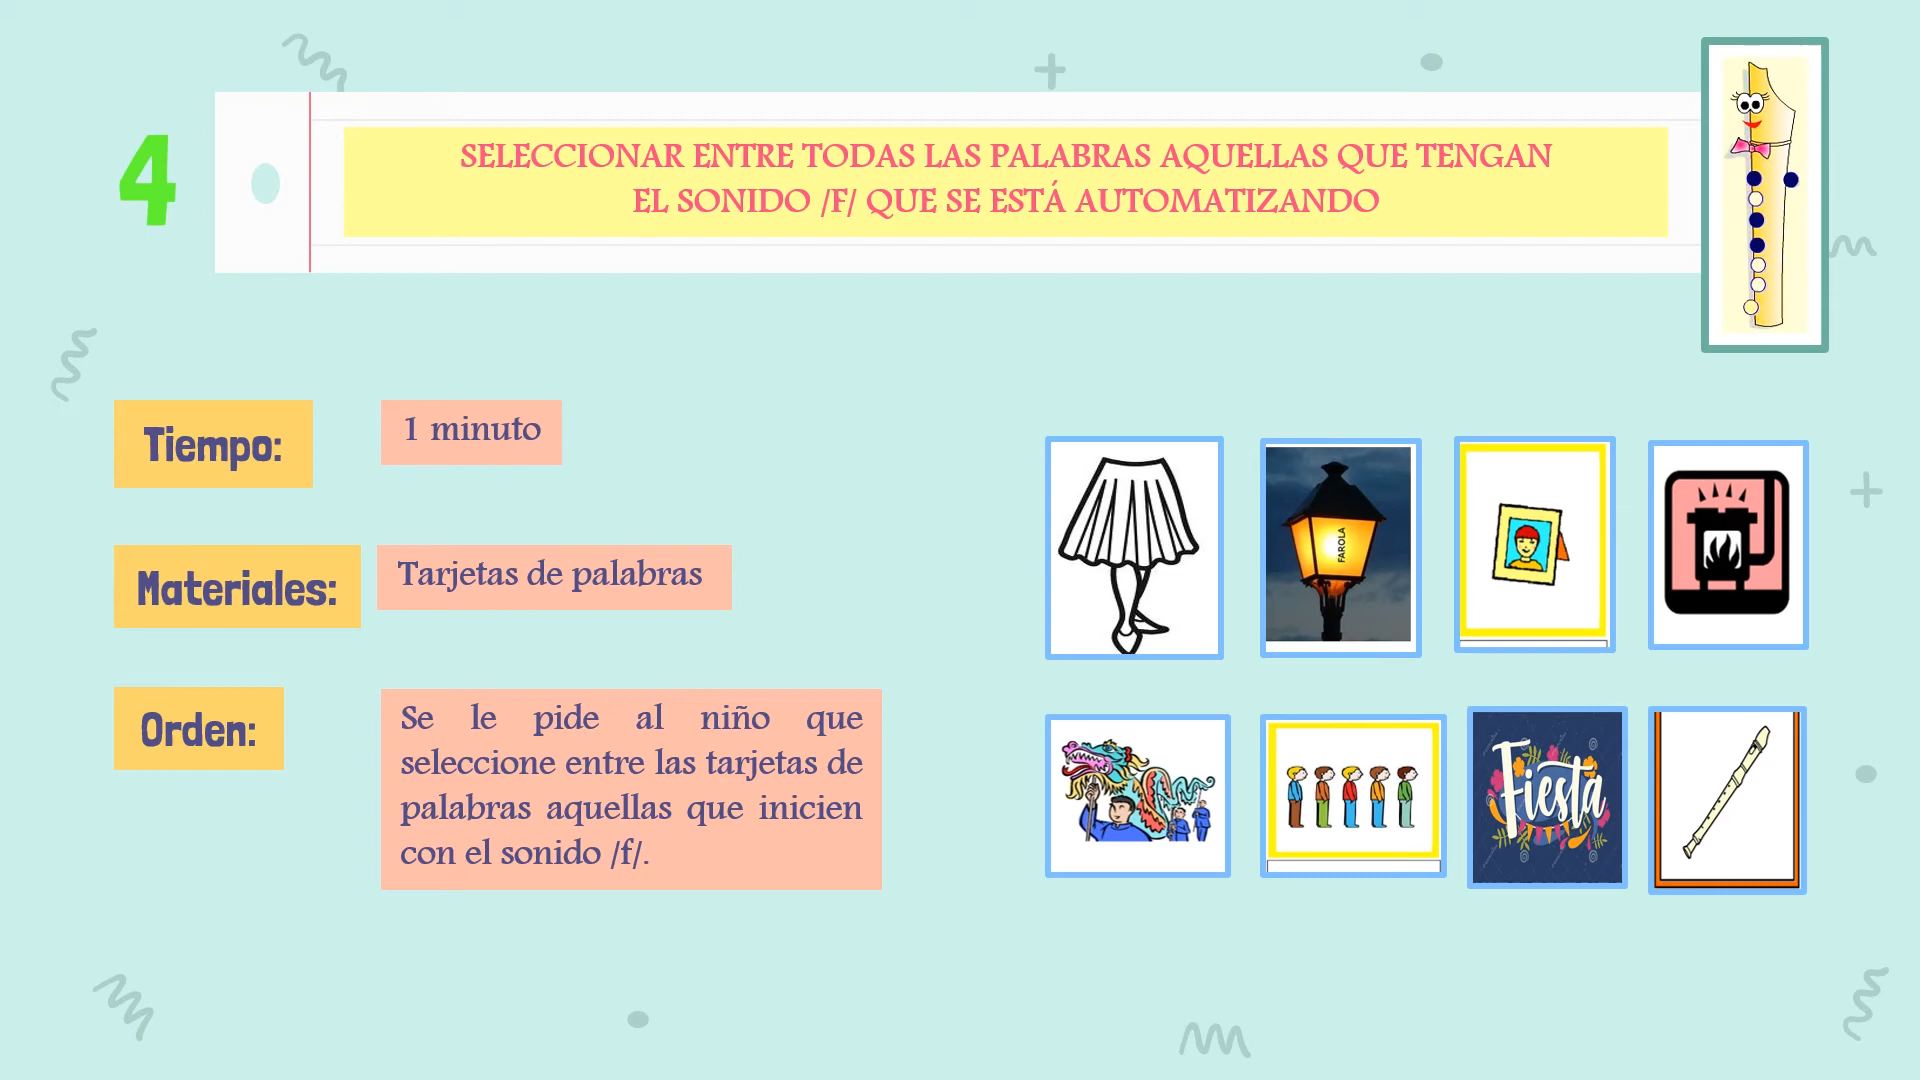 4
SELECCIONAR ENTRE TODAS LAS PALABRAS AQUELLAS QUE TENGAN
EL SONIDO /F/ QUE SE ESTÁ AUTOMATIZANDO
Tiempo:
1 minuto
Materiales:
Tarjetas de palabras
Orden:
Se le pide al niño que
seleccione entre las tarjetas de
palabras aquellas que inicien
con el sonido /f/.
FAROLA
Fiesta